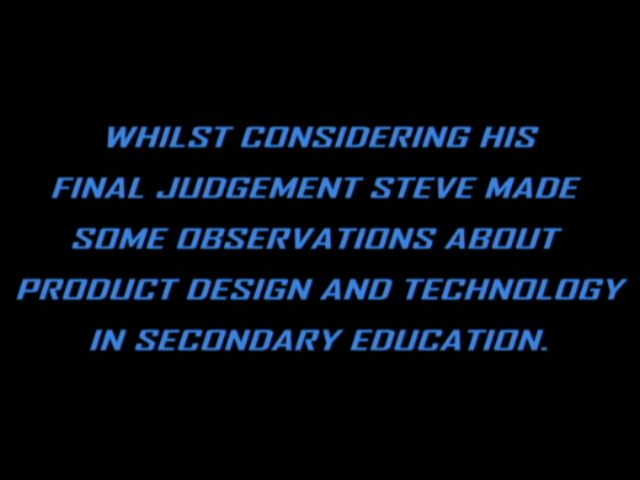 WHILST CONSIDERING HIS
FINAL JUDGEMENT STEVE MADE
SOME OBSERVATIONS ABOUT
PRODUCT DESIGN AND TECHNOLOGY
IN SECONDARY EDUCATION.